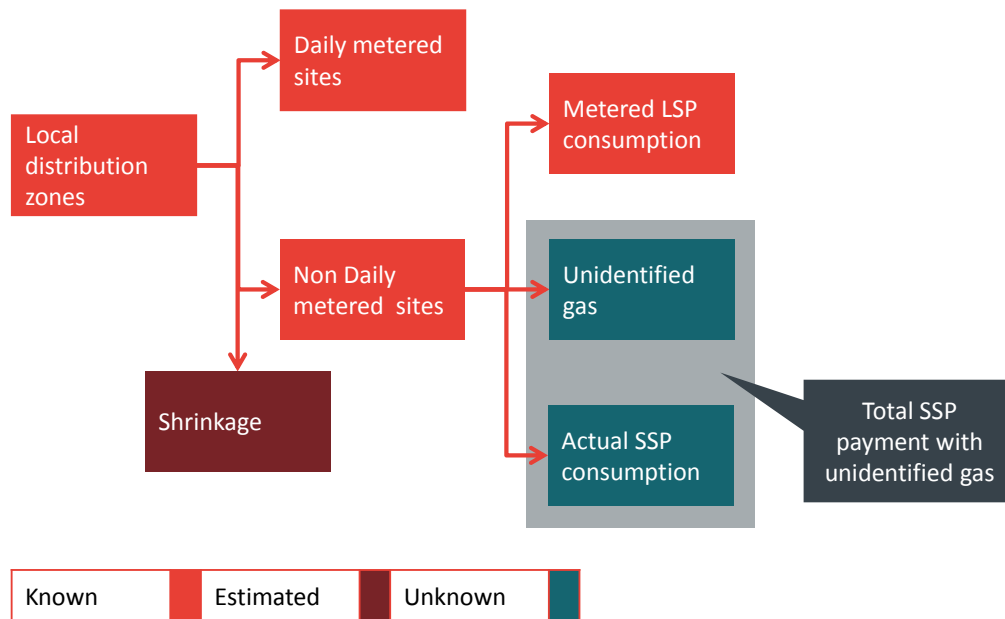 Daily metered
sites
Metered LSP
consumption
Local
distribution
zones
Non Daily
metered sites
Unidentified
gas
Shrinkage
Actual SSP
consumption
Total SSP
payment with
unidentified gas
Known
Estimated
Unknown